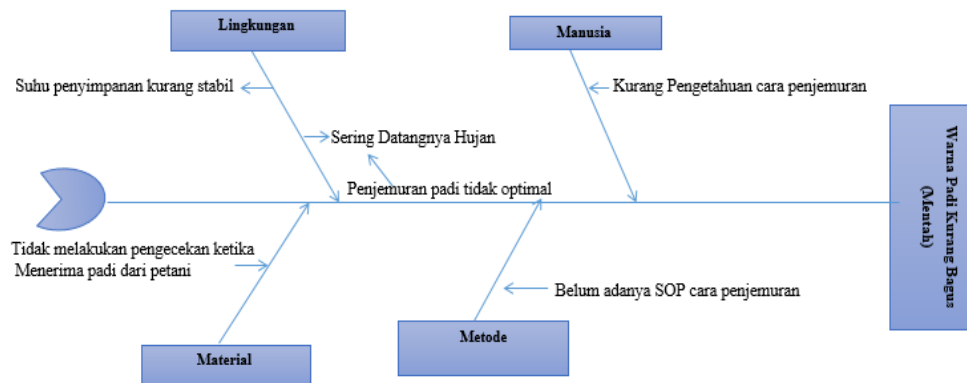 Lingkungan
Manusia
Suhu penyimpanan kurang stabil
Kurang Pengetahuan cara penjemuran
Sering Datangnya Hujan
Penjemuran padi tidak optimal
Warna Padi Kurang Bagus
(Mentah)
Tidak melakukan pengecekan ketika
Menerima padi dari petani
Belum adanya SOP cara penjemuran
Metode
Material